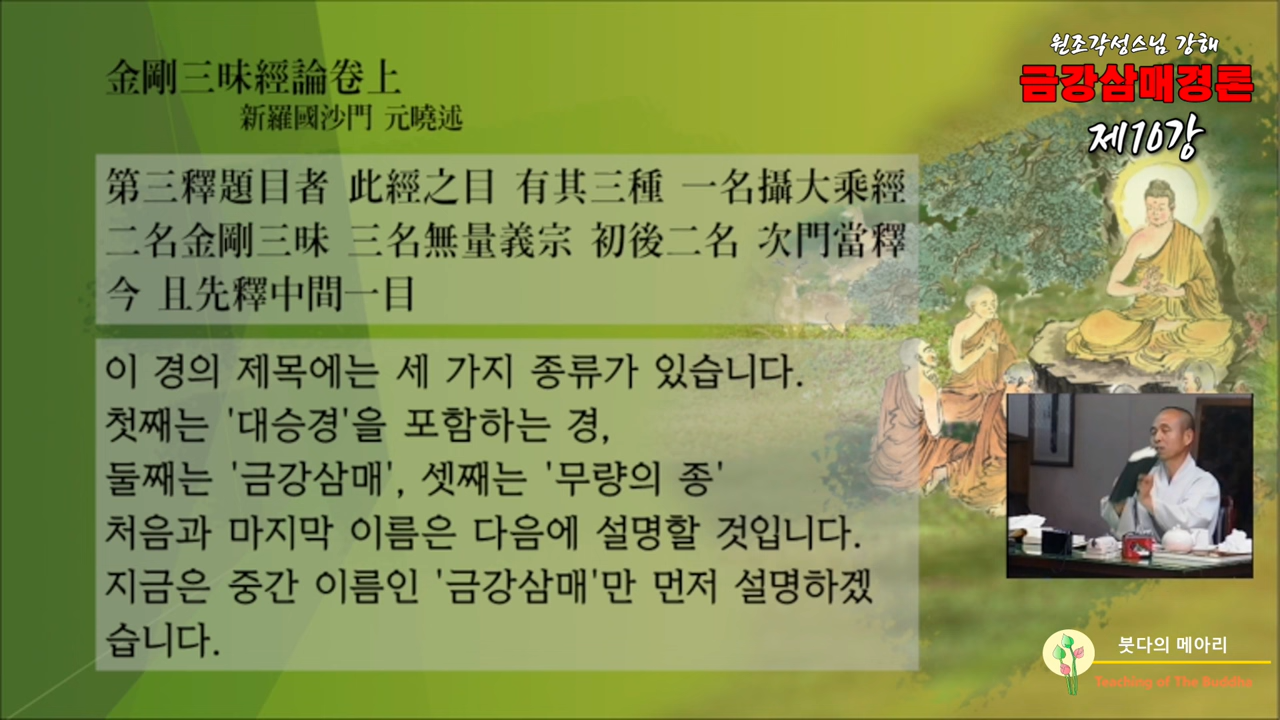 金剛三昧經論卷上
新羅國沙門 元曉述
第三釋題目者 此經之目 有其三種 一名攝大乘經
二名金剛三昧 三名無量義宗 初後二名 次門當釋
今 且先釋中間一目
이 경의 제목에는 세 가지 종류가 있습니다.
첫째는 '대승경'을 포함하는 경,
둘째는 '금강삼매', 셋째는 '무량의 종'
처음과 마지막 이름은 다음에 설명할 것입니다.
지금은 중간 이름인 '금강삼매'만 먼저 설명하겠
습니다.
원조각성스님 강해
금강삼매경론
제10강
붓다의 메아리
Teaching of The Buddha